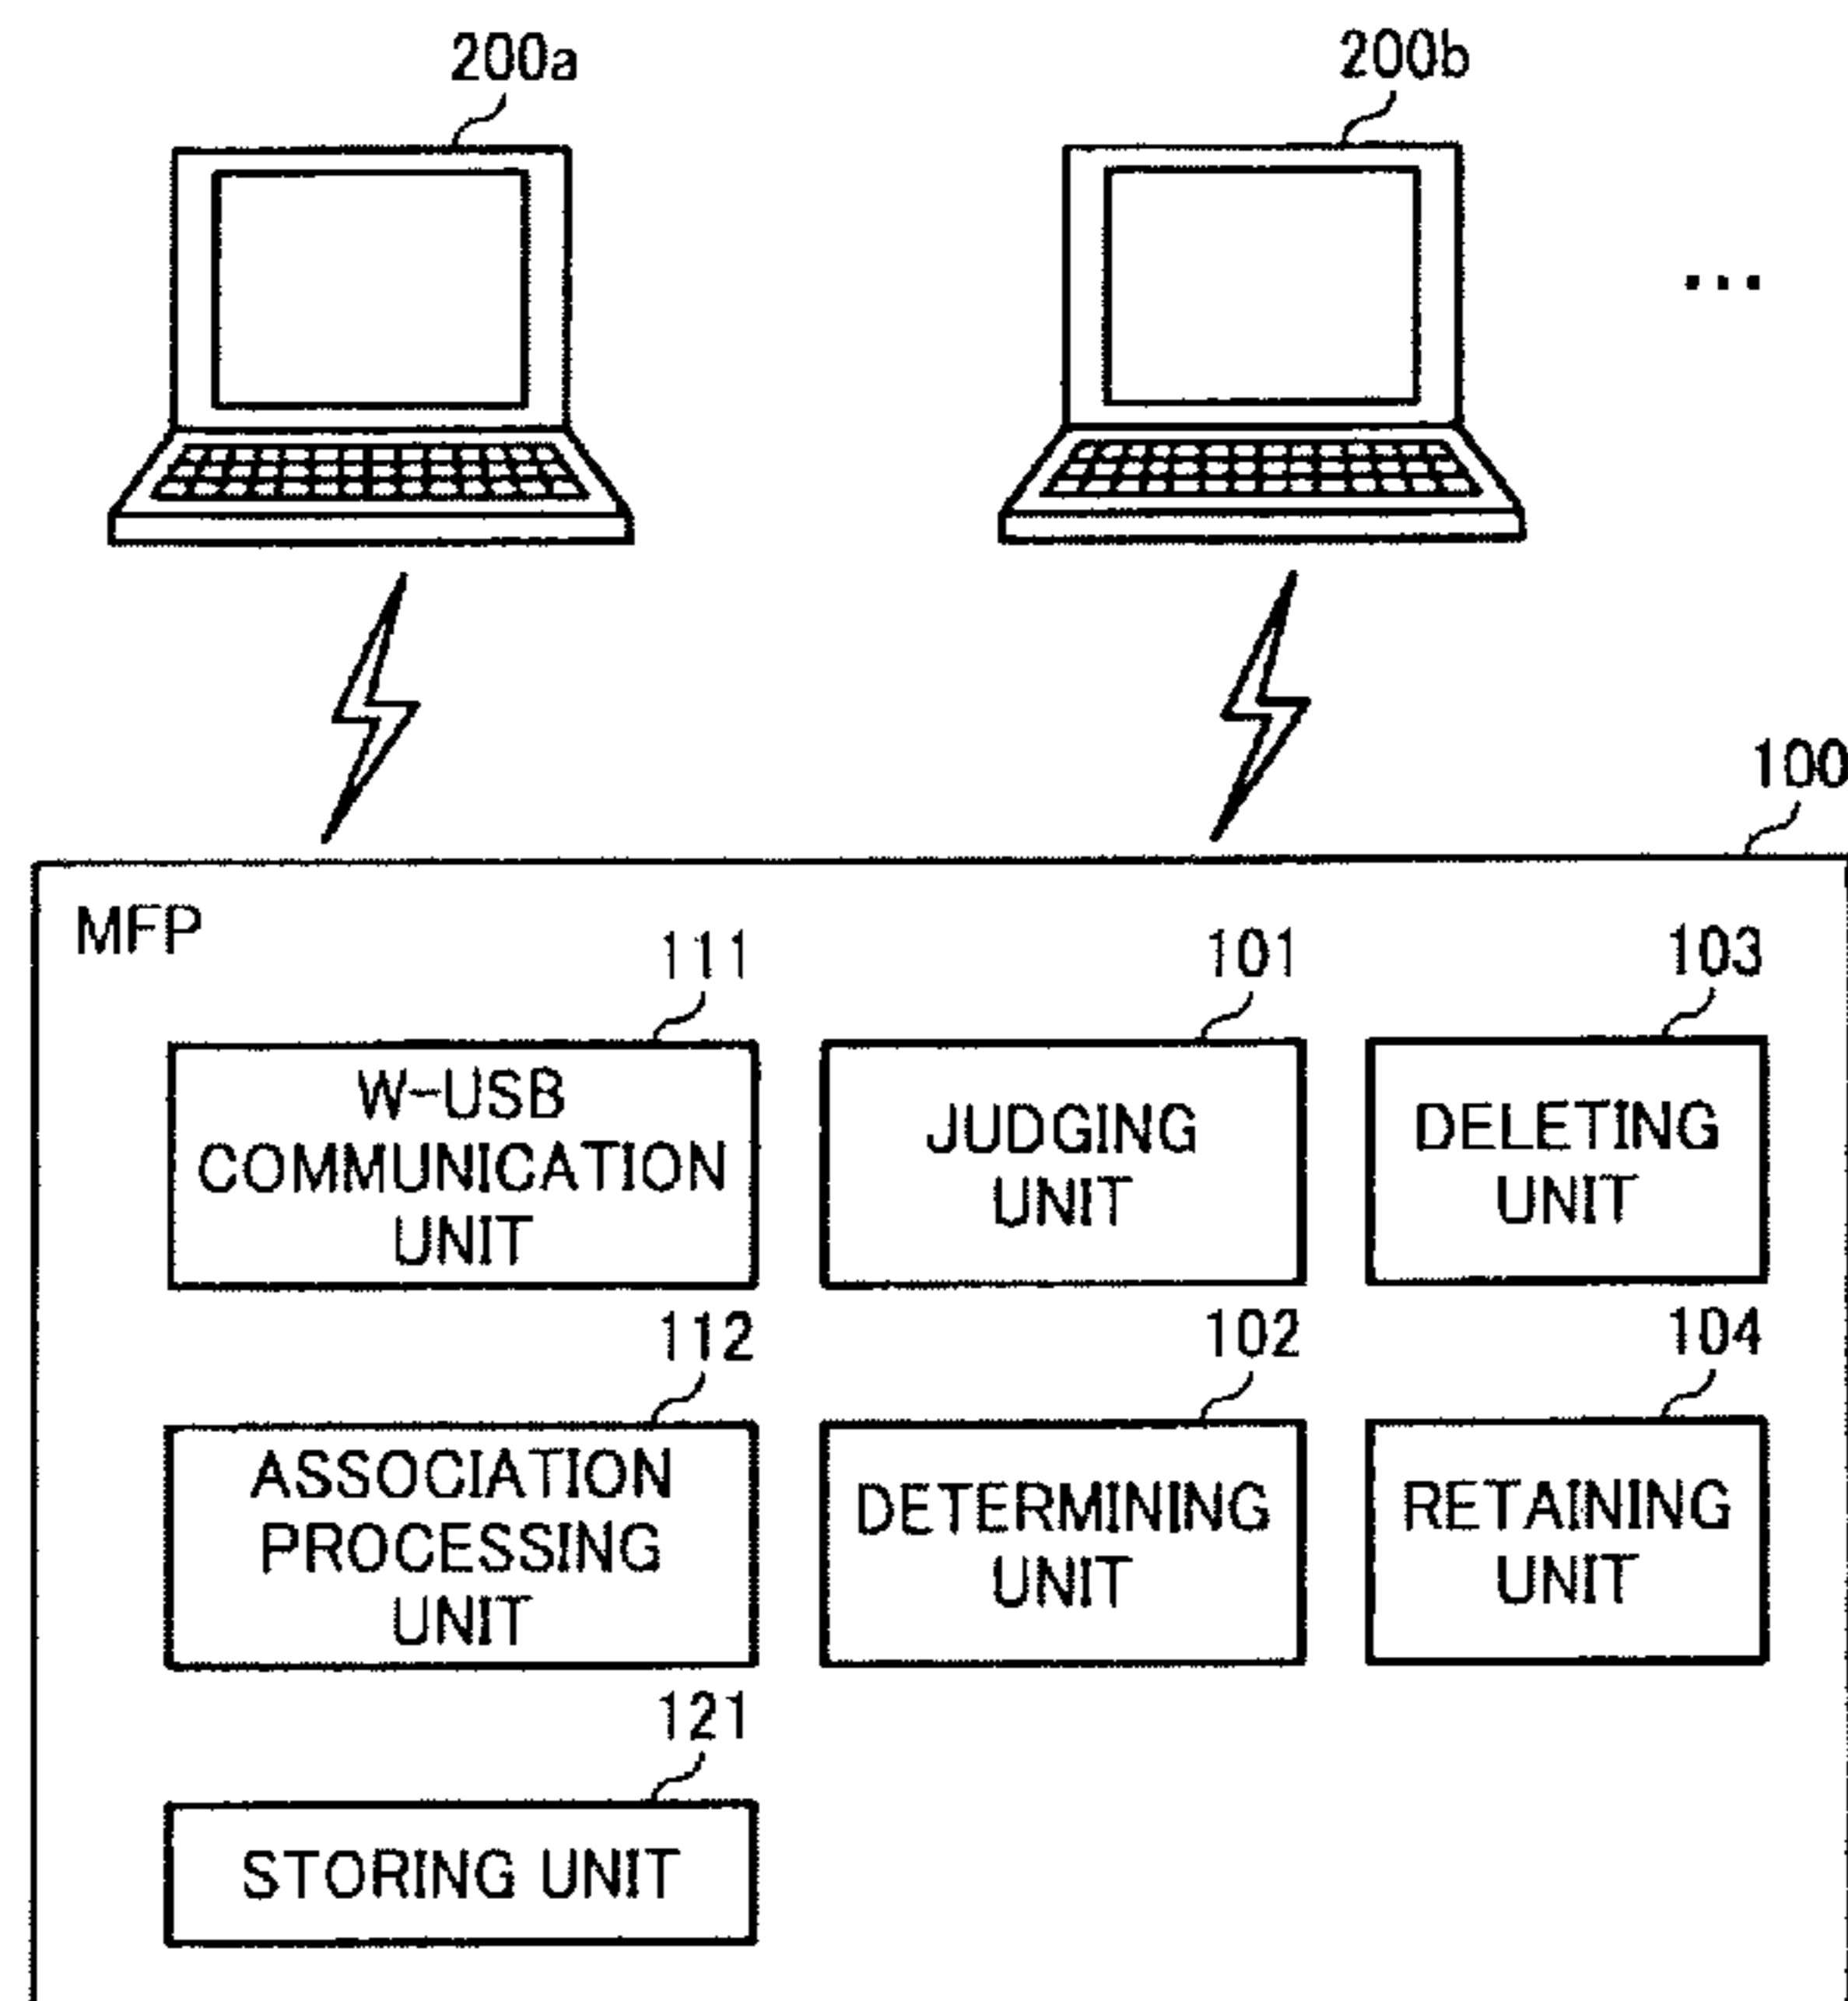 200a
200b
...
100
MFP
111
101
103
W-USB
COMMUNICATION
UNIT
JUDGING
UNIT
DELETING
UNIT
112
102
104
ASSOCIATION
PROCESSING
UNIT
DETERMINING
UNIT
RETAINING
UNIT
121
STORING UNIT